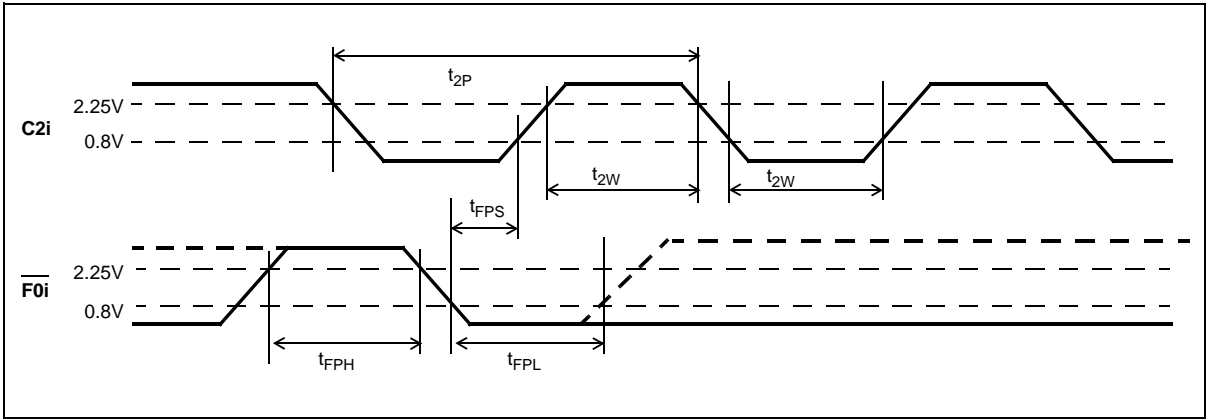 t2P
2.25V
C2i
0.8V
t2W
t2W
tFPS
2.25V
F0i
0.8V
tFPH
tFPL